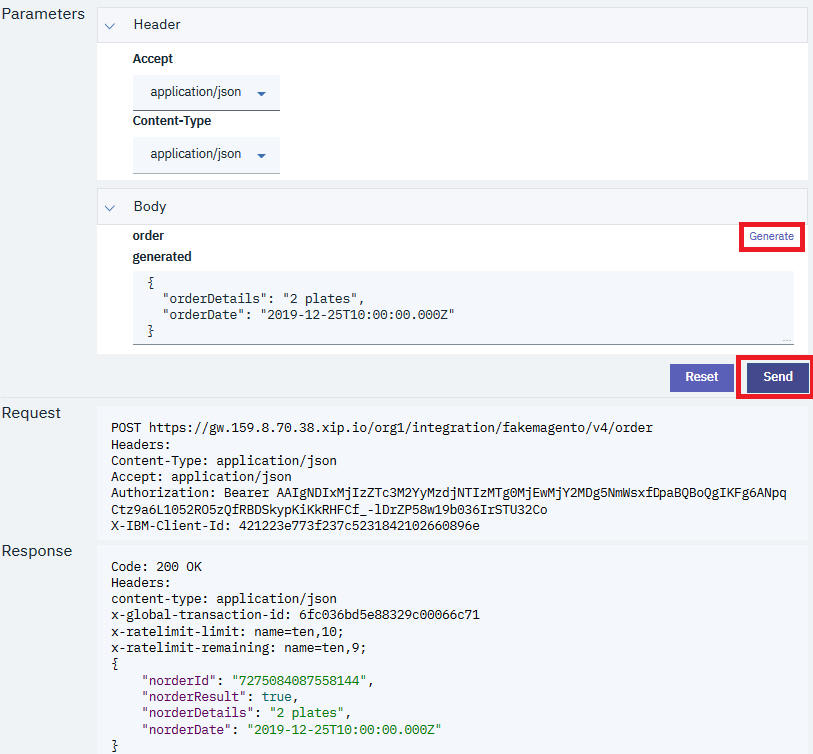 Parameters
Header
Accept
application/json
Content-Type
application/json
Body
order
Generate
generated
{
"orderDetails": "2 plates",
"orderDate": "2019-12-25T10:00:00.000Z"
}
Reset
Send
Request
POST https://gw.159.8.70.38.xip.io/org1/integration/fakemagento/v4/order
Headers:
Content-Type: application/json
Accept: application/json
Authorization: Bearer AAIgNDIxMjIzZTc3M2YyMzdjNTIzMTg0MjEwMjY2MDg5NmWsxfDpaBQBoQgIKFg6ANpq
Ctz9a6L1052RO5zQfRBDSkypKiKkRHFCf_-lDrZP58w19b036IrSTU32Co
X-IBM-Client-Id: 421223e773f237c5231842102660896e
Response
Code: 200 OK
Headers:
content-type: application/json
x-global-transaction-id: 6fc036bd5e88329c00066c71
x-ratelimit-limit: name=ten,10;
x-ratelimit-remaining: name=ten,9;
{
"norderId": "7275084087558144",
"norderResult": true,
"norderDetails": "2 plates",
"norderDate": "2019-12-25T10:00:00.000Z"
}